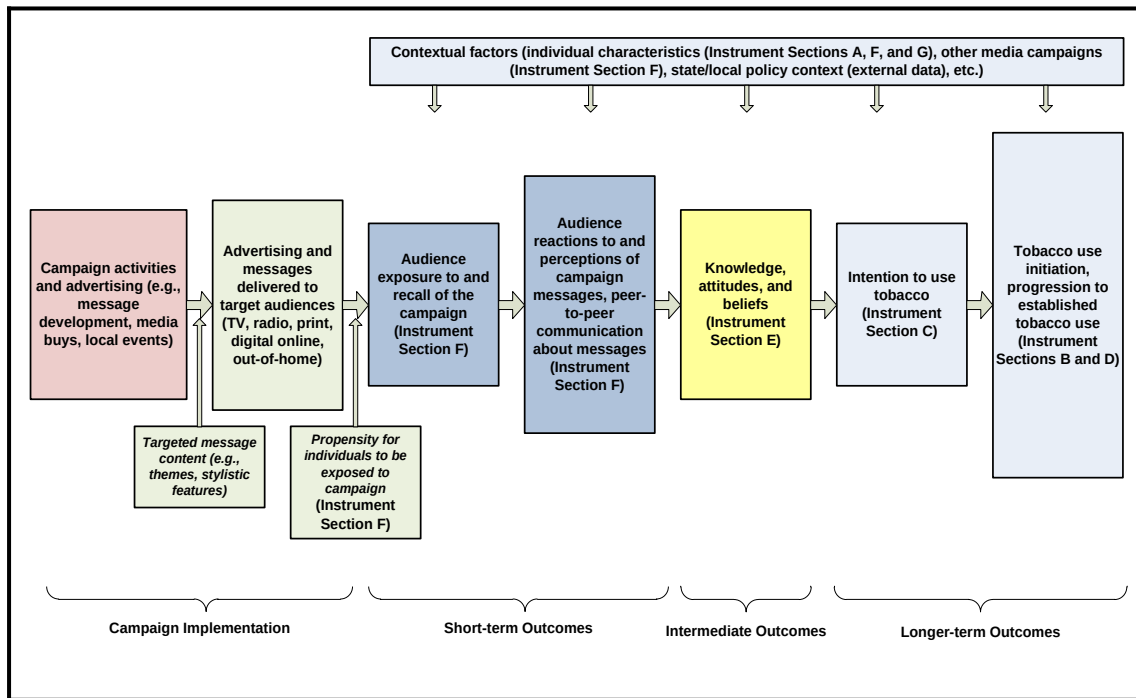 Contextual factors (individual characteristics (Instrument Sections A, F, and G), other media campaigns
(Instrument Section F), state/local policy context (external data), etc.)
Campaign activities
and advertising (e.g.,
message
development, media
buys, local events)
Advertising and
messages
delivered to
target audiences
(TV, radio, print,
digital online,
out-of-home)
Audience
exposure to and
recall of the
campaign
(Instrument
Section F)
Audience
reactions to and
perceptions of
campaign
messages, peer-
to-peer
communication
about messages
(Instrument
Section F)
Knowledge,
attitudes, and
beliefs
(Instrument
Section E)
Intention to use
tobacco
(Instrument
Section C)
Tobacco use
initiation,
progression to
established
tobacco use
(Instrument
Sections B and D)
Targeted message
content (e.g.,
themes, stylistic
features)
Propensity for
individuals to be
exposed to
campaign
(Instrument
Section F)
Campaign Implementation
Short-term Outcomes
Intermediate Outcomes
Longer-term Outcomes